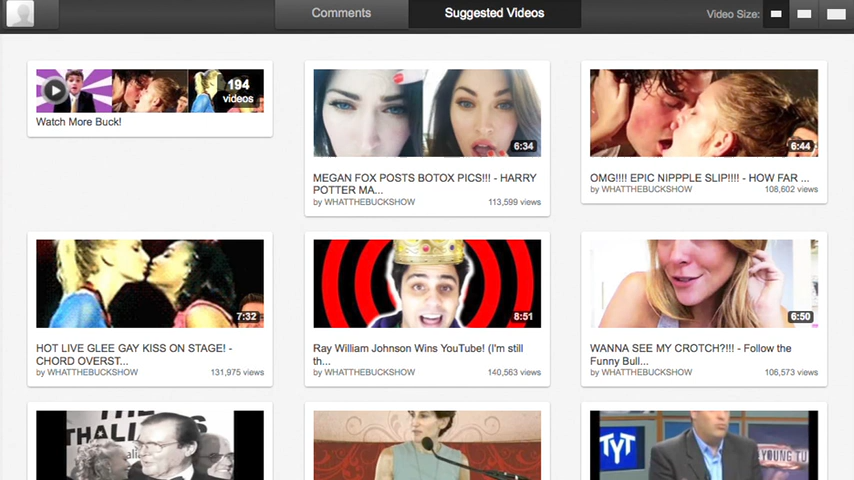 Comments
Suggested Videos
Video Size:
194
videos
Watch More Buck!
6:34
MEGAN FOX POSTS BOTOX PICS!!! - HARRY
POTTER MA...
by WHATTHEBUCKSHOW
113,599 views
6:44
OMG!!!! EPIC NIPPPLE SLIP!!!! - HOW FAR ...
by WHATTHEBUCKSHOW
108,602 views
7:32
HOT LIVE GLEE GAY KISS ON STAGE! -
CHORD OVERST...
by WHATTHEBUCKSHOW
131,975 views
8:51
Ray William Johnson Wins YouTube! (I'm still
th...
by WHATTHEBUCKSHOW
140,563 views
6:50
WANNA SEE MY CROTCH?!!! - Follow the
Funny Bull...
by WHATTHEBUCKSHOW
106,573 views
THALI
TYT
YOUNG TU